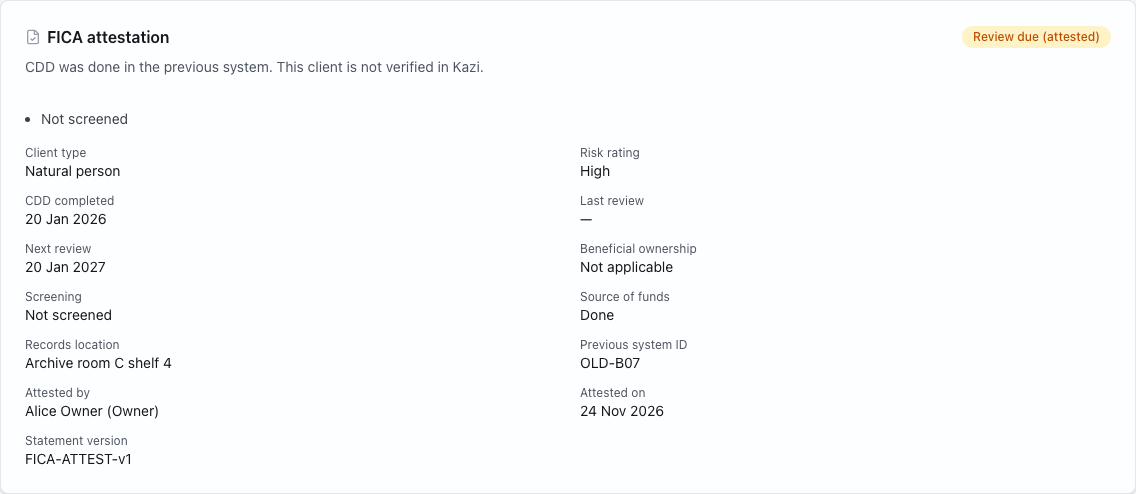 FICA attestation
Review due (attested)
CDD was done in the previous system. This client is not verified in Kazi.
• Not screened
Client type
Natural person
Risk rating
High
CDD completed
20 Jan 2026
Last review
—
Next review
20 Jan 2027
Beneficial ownership
Not applicable
Screening
Not screened
Source of funds
Done
Records location
Archive room C shelf 4
Previous system ID
OLD-B07
Attested by
Alice Owner (Owner)
Attested on
24 Nov 2026
Statement version
FICA-ATTEST-v1